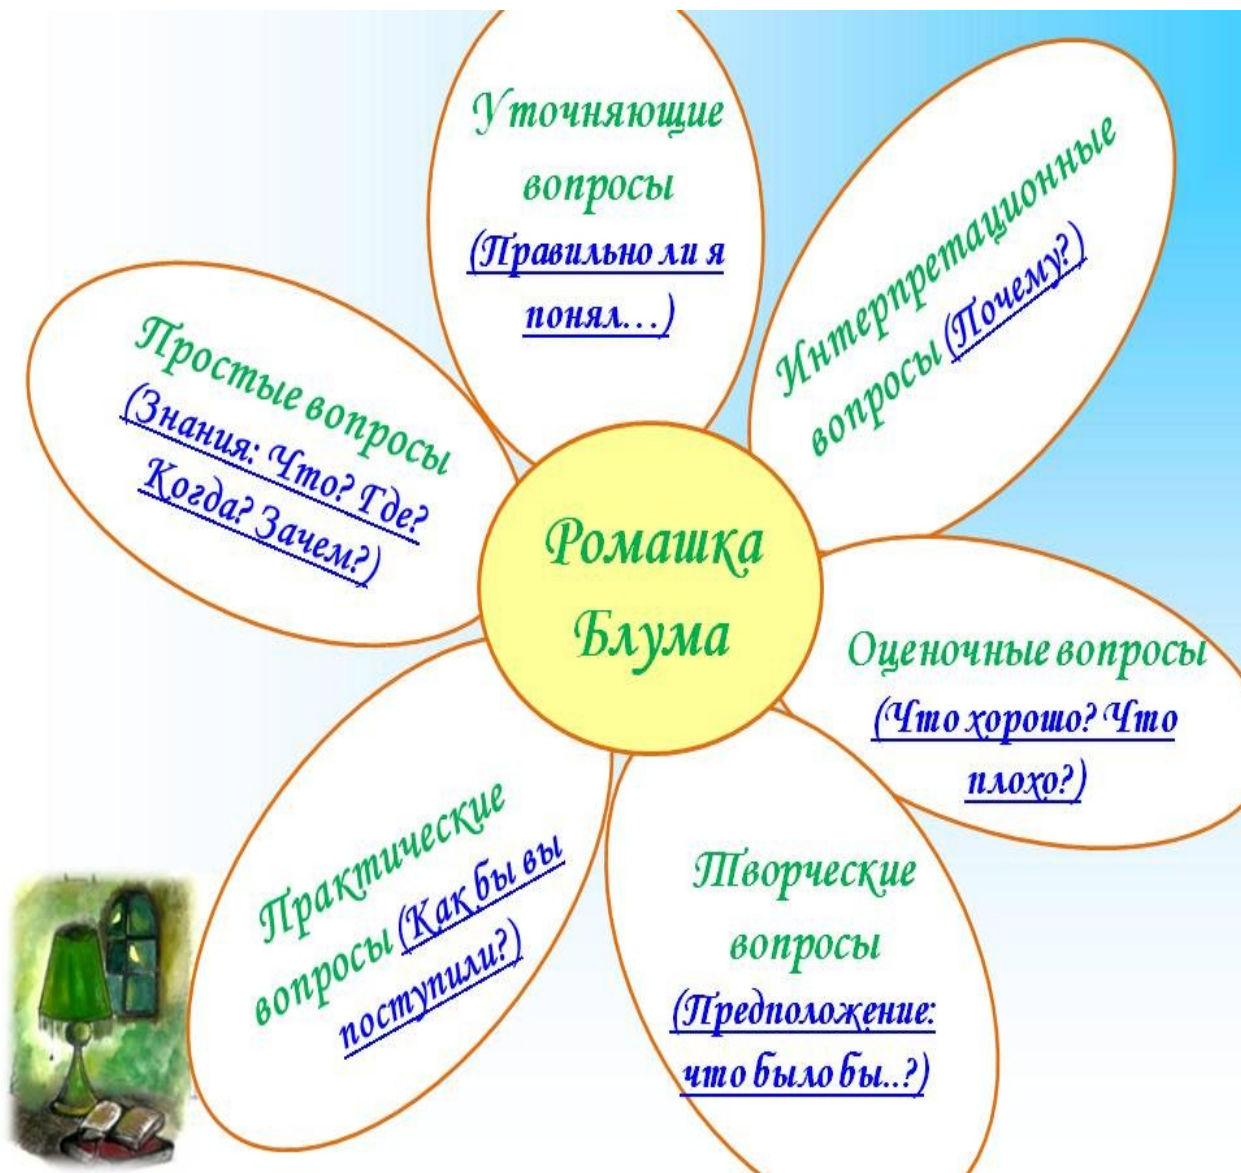 Уточняющие
вопросы
(Правильно ли я
понял…)
Интерпретационные
вопросы (Почему?)
Простые вопросы
(Знания: Что? Где?
Когда? Зачем?)
Ромашка
Блума
Оценочные вопросы
(Что хорошо? Что
плохо?)
Практические
вопросы (Как бы вы
поступили?)
Творческие
вопросы
(Предположение:
что было бы..?)